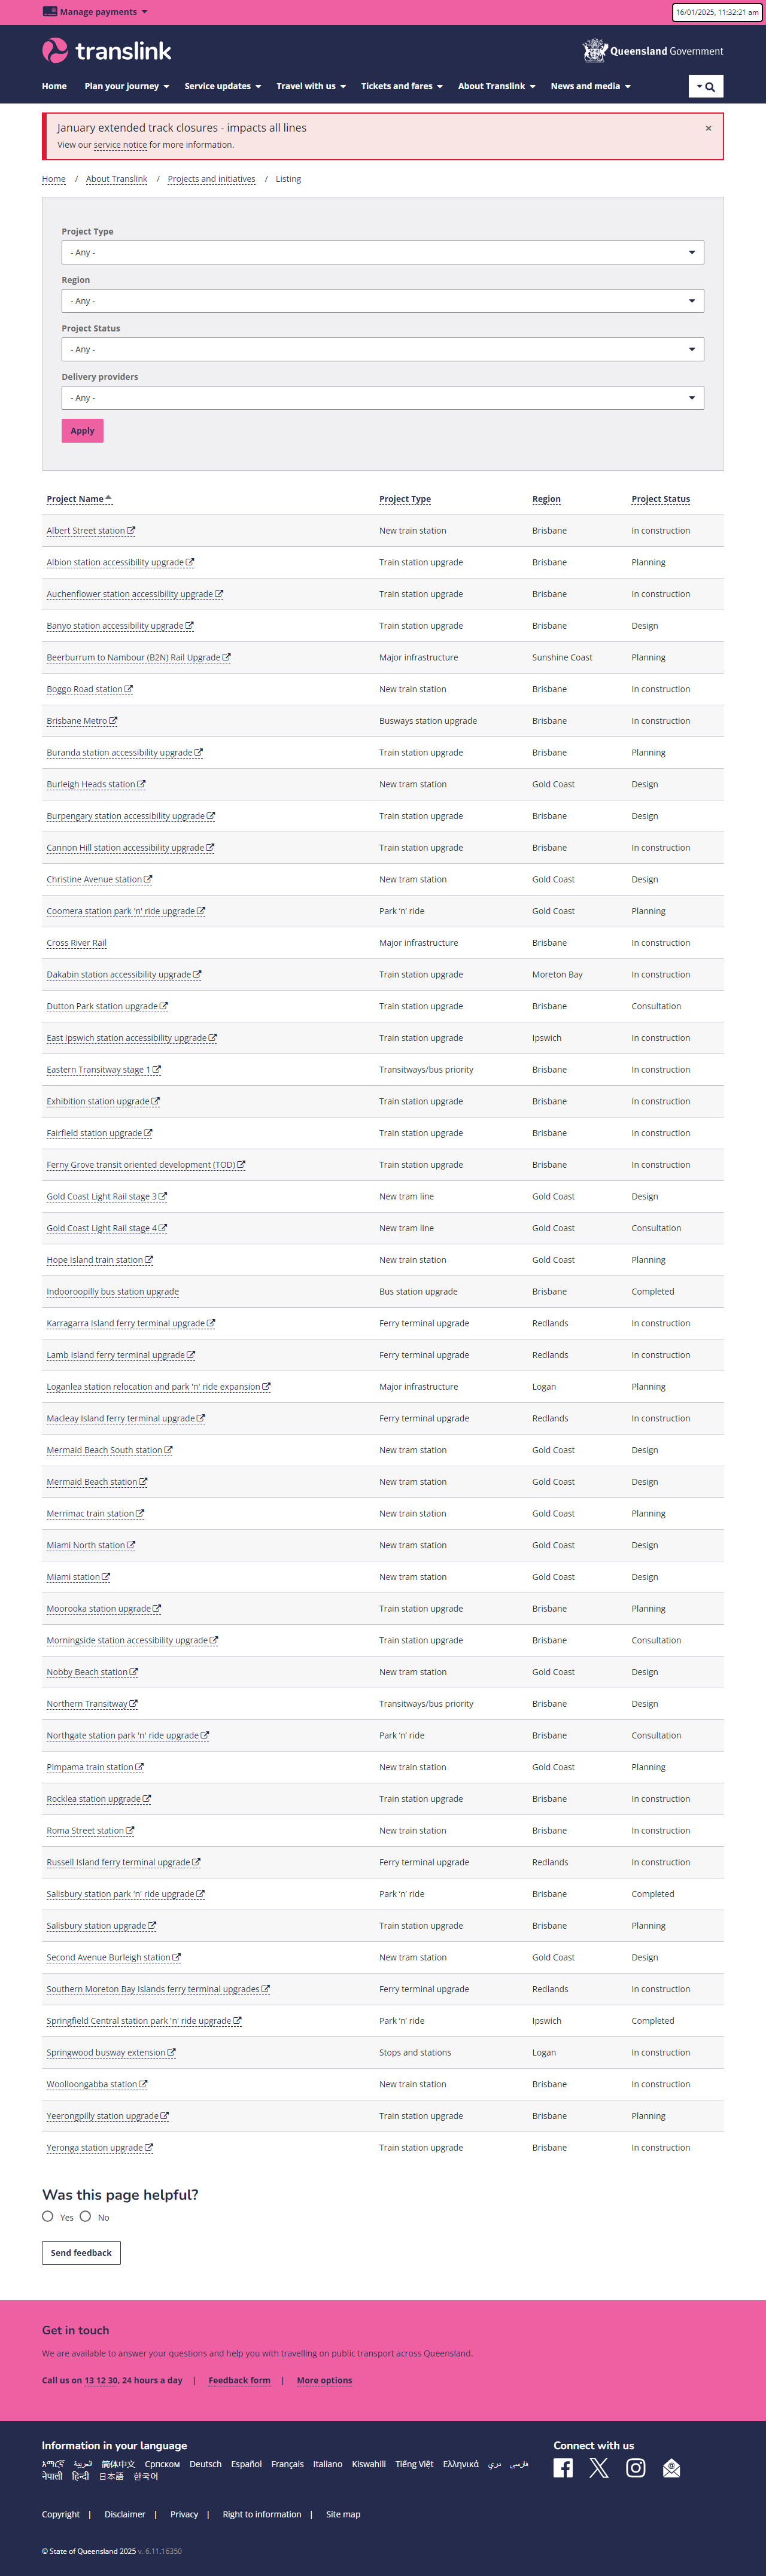 Manage payments
16/01/2025, 11:32:21 am
translink
Queensland Government
Home Plan your journey Service updates Travel with us Tickets and fares About Translink News and media
January extended track closures - impacts all lines ×
View our service notice for more information.
Home / About Translink / Projects and initiatives / Listing
Project Type
- Any -
Region
- Any -
Project Status
- Any -
Delivery providers
- Any -
Apply
Project Name Project Type Region Project Status
Albert Street station New train station Brisbane In construction
Albion station accessibility upgrade Train station upgrade Brisbane Planning
Auchenflower station accessibility upgrade Train station upgrade Brisbane In construction
Banyo station accessibility upgrade Train station upgrade Brisbane Design
Beerburrum to Nambour (B2N) Rail Upgrade Major infrastructure Sunshine Coast Planning
Boggo Road station New train station Brisbane In construction
Brisbane Metro Busways station upgrade Brisbane In construction
Buranda station accessibility upgrade Train station upgrade Brisbane Planning
Burleigh Heads station New tram station Gold Coast Design
Burpengary station accessibility upgrade Train station upgrade Brisbane Design
Cannon Hill station accessibility upgrade Train station upgrade Brisbane In construction
Christine Avenue station New tram station Gold Coast Design
Coomera station park 'n' ride upgrade Park 'n' ride Gold Coast Planning
Cross River Rail Major infrastructure Brisbane In construction
Dakabin station accessibility upgrade Train station upgrade Moreton Bay In construction
Dutton Park station upgrade Train station upgrade Brisbane Consultation
East Ipswich station accessibility upgrade Train station upgrade Ipswich In construction
Eastern Transitway stage 1 Transitways/bus priority Brisbane In construction
Exhibition station upgrade Train station upgrade Brisbane In construction
Fairfield station upgrade Train station upgrade Brisbane In construction
Ferny Grove transit oriented development (TOD) Train station upgrade Brisbane In construction
Gold Coast Light Rail stage 3 New tram line Gold Coast Design
Gold Coast Light Rail stage 4 New tram line Gold Coast Consultation
Hope Island train station New train station Gold Coast Planning
Indooroopilly bus station upgrade Bus station upgrade Brisbane Completed
Karragarra Island ferry terminal upgrade Ferry terminal upgrade Redlands In construction
Lamb Island ferry terminal upgrade Ferry terminal upgrade Redlands In construction
Loganlea station relocation and park 'n' ride expansion Major infrastructure Logan Planning
Macleay Island ferry terminal upgrade Ferry terminal upgrade Redlands In construction
Mermaid Beach South station New tram station Gold Coast Design
Mermaid Beach station New tram station Gold Coast Design
Merrimac train station New train station Gold Coast Planning
Miami North station New tram station Gold Coast Design
Miami station New tram station Gold Coast Design
Moorooka station upgrade Train station upgrade Brisbane Planning
Morningside station accessibility upgrade Train station upgrade Brisbane Consultation
Nobby Beach station New tram station Gold Coast Design
Northern Transitway Transitways/bus priority Brisbane Design
Northgate station park 'n' ride upgrade Park 'n' ride Brisbane Consultation
Pimpama train station New train station Gold Coast Planning
Rocklea station upgrade Train station upgrade Brisbane In construction
Roma Street station New train station Brisbane In construction
Russell Island ferry terminal upgrade Ferry terminal upgrade Redlands In construction
Salisbury station park 'n' ride upgrade Park 'n' ride Brisbane Completed
Salisbury station upgrade Train station upgrade Brisbane Planning
Second Avenue Burleigh station New tram station Gold Coast Design
Southern Moreton Bay Islands ferry terminal upgrades Ferry terminal upgrade Redlands In construction
Springfield Central station park 'n' ride upgrade Park 'n' ride Ipswich Completed
Springwood busway extension Stops and stations Logan In construction
Woolloongabba station New train station Brisbane In construction
Yeerongpilly station upgrade Train station upgrade Brisbane Planning
Yeronga station upgrade Train station upgrade Brisbane In construction
Was this page helpful?
Yes No
Send feedback
Get in touch
We are available to answer your questions and help you with travelling on public transport across Queensland.
Call us on 13 12 30, 24 hours a day | Feedback form | More options
Information in your language Connect with us
አማርኛ العربية 简体中文 Српском Deutsch Español Français Italiano Kiswahili Tiếng Việt Ελληνικά دری فارسی
नेपाली हिन्दी 日本語 한국어
Copyright | Disclaimer | Privacy | Right to information | Site map
© State of Queensland 2025 v. 6.11.16350